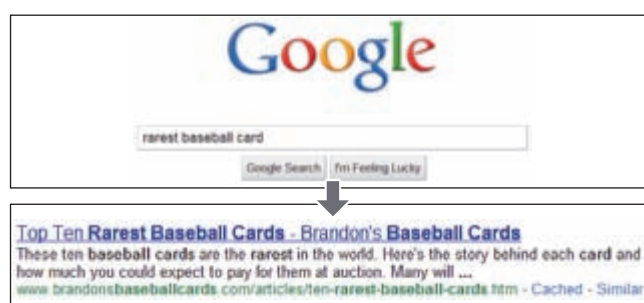 Google
rarest baseball card
Google Search I'm Feeling Lucky
Top Ten Rarest Baseball Cards - Brandon's Baseball Cards
These ten baseball cards are the rarest in the world. Here's the story behind each card and
how much you could expect to pay for them at auction. Many will ...
www.brandonsbaseballcards.com/articles/ten-rarest-baseball-cards.htm - Cached - Similar